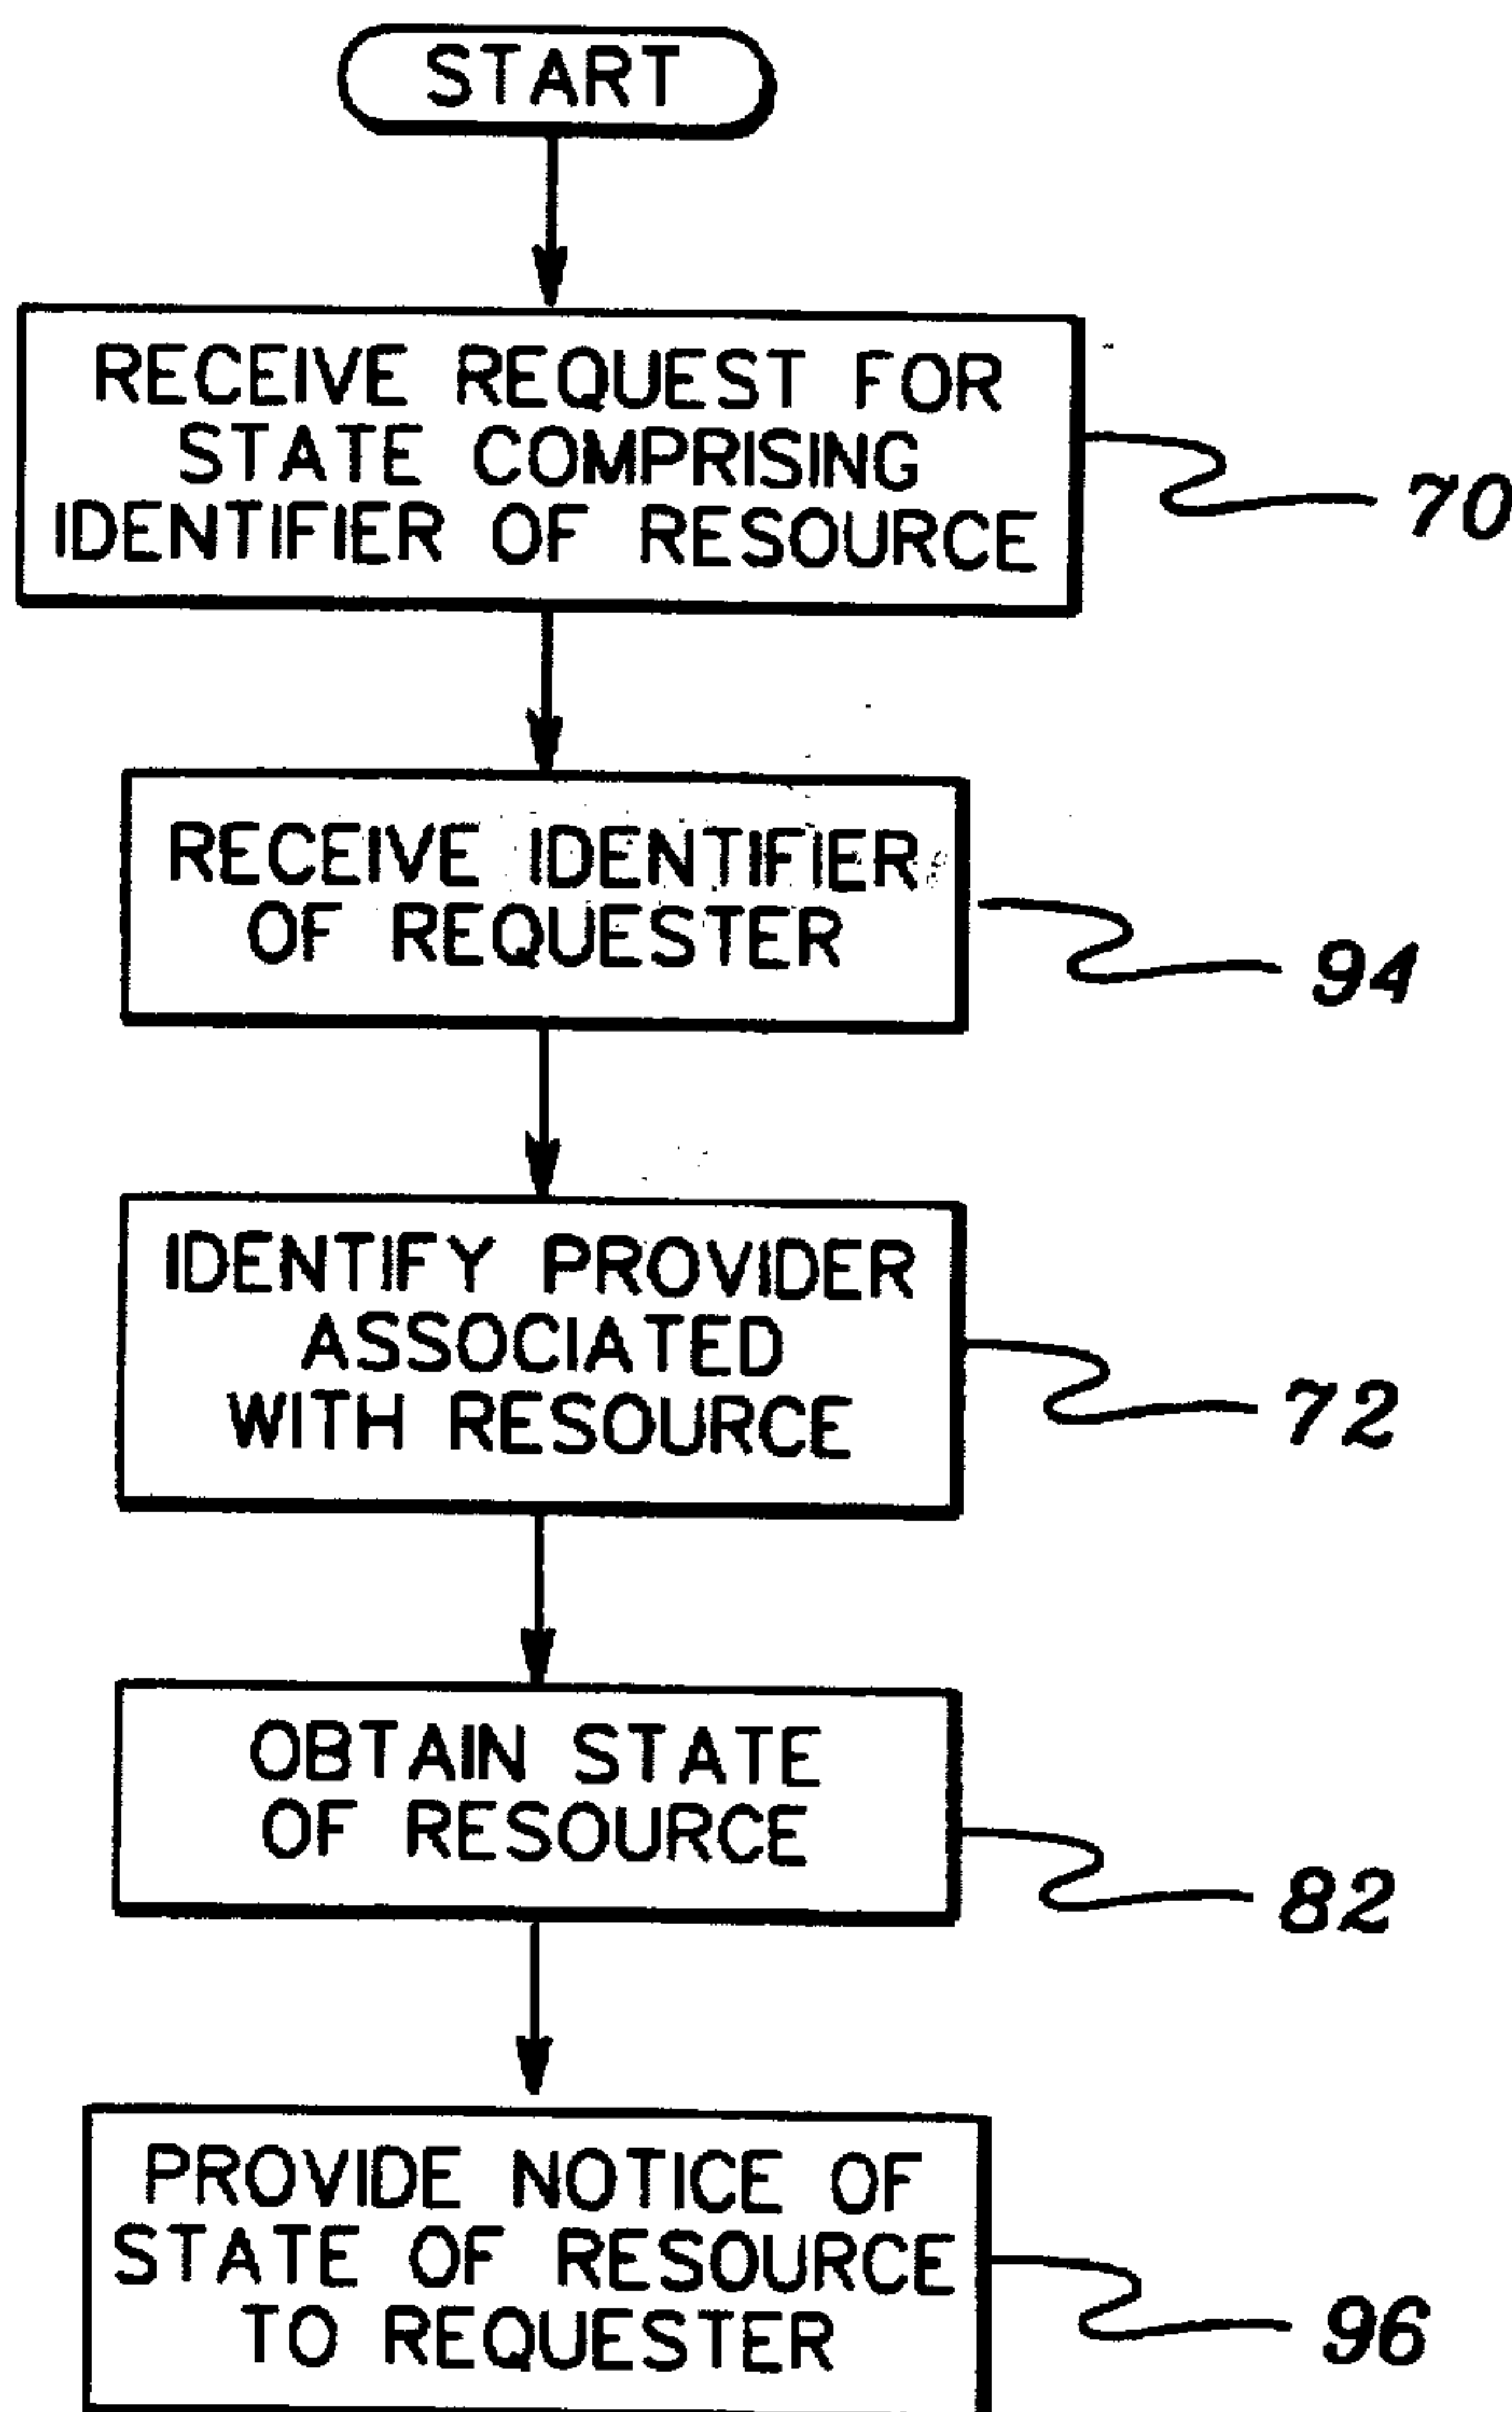 START
RECEIVE REQUEST FOR
STATE COMPRISING
IDENTIFIER OF RESOURCE
70
RECEIVE IDENTIFIER
OF REQUESTER
94
IDENTIFY PROVIDER
ASSOCIATED
WITH RESOURCE
72
OBTAIN STATE
OF RESOURCE
82
PROVIDE NOTICE OF
STATE OF RESOURCE
TO REQUESTER
96